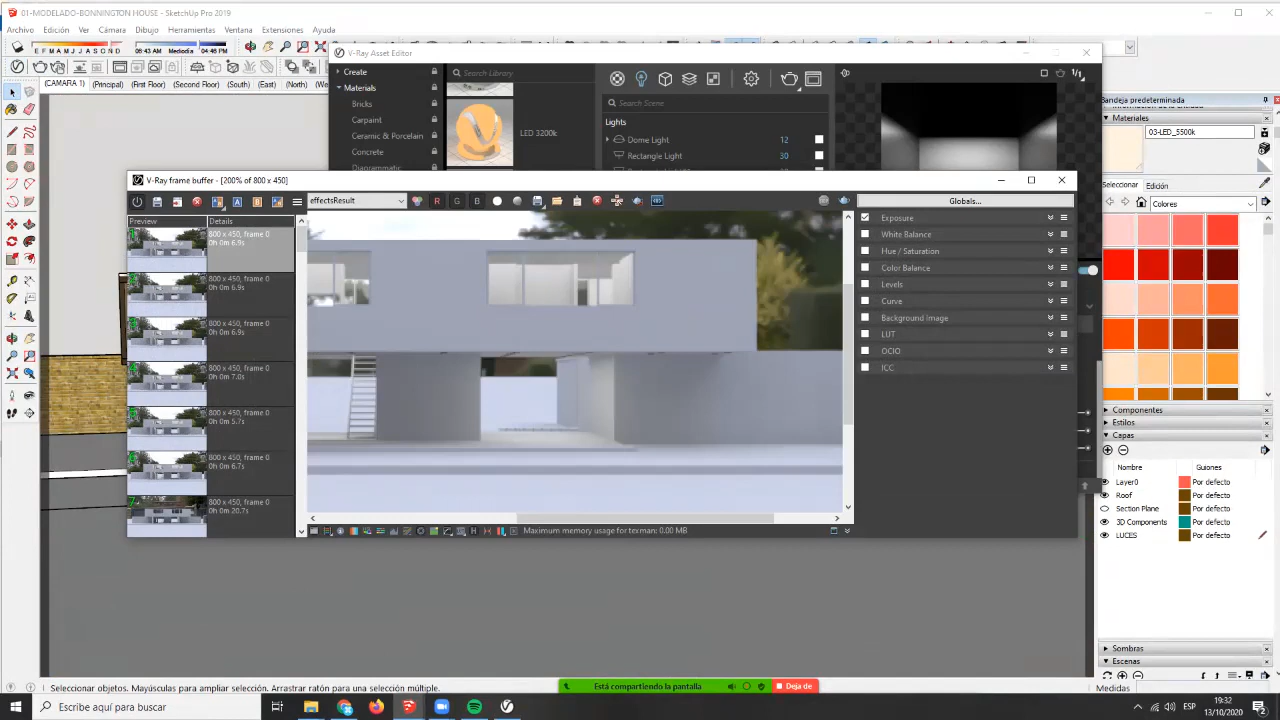 01-MODELADO-BONNINGTON HOUSE - SketchUp Pro 2019
Archivo Edición Ver Cámara Dibujo Herramientas Ventana Extensiones Ayuda
E F M A M J J A S O N D 06:43 AM Mediodía 04:46 PM
(CAMARA 1) (Principal) (First Floor) (Second Floor) (South) (East) (North)
V-Ray Asset Editor
Create
Materials
Bricks
Carpaint
Ceramic & Porcelain
Concrete
Diagrammatic
Search Library
LED 3200k
Search Scene
Lights
Dome Light 12
Rectangle Light 30
1/1
V-Ray frame buffer - [200% of 800 x 450]
effectsResult
R G B
Globals...
Preview Details
1
800 x 450, frame 0
0h 0m 6.9s
800 x 450, frame 0
0h 0m 6.9s
800 x 450, frame 0
0h 0m 6.9s
800 x 450, frame 0
0h 0m 7.0s
800 x 450, frame 0
0h 0m 5.7s
800 x 450, frame 0
0h 0m 6.7s
7
800 x 450, frame 0
0h 0m 20.7s
Exposure
White Balance
Hue / Saturation
Color Balance
Levels
Curve
Background Image
LUT
OCIO
ICC
Maximum memory usage for texman: 0.00 MB
Bandeja predeterminada
Información de la entidad
Materiales
03-LED_5500k
Seleccionar Edición
Colores
Componentes
Estilos
Capas
Nombre Guiones
Layer0 Por defecto
Roof Por defecto
Section Plane Por defecto
3D Components Por defecto
LUCES Por defecto
Sombras
Escenas
Seleccionar objetos. Mayúsculas para ampliar selección. Arrastrar ratón para una selección múltiple.
Está compartiendo la pantalla
Deja de
Medidas
Escribe aquí para buscar
ESP
19:32
13/10/2020
2